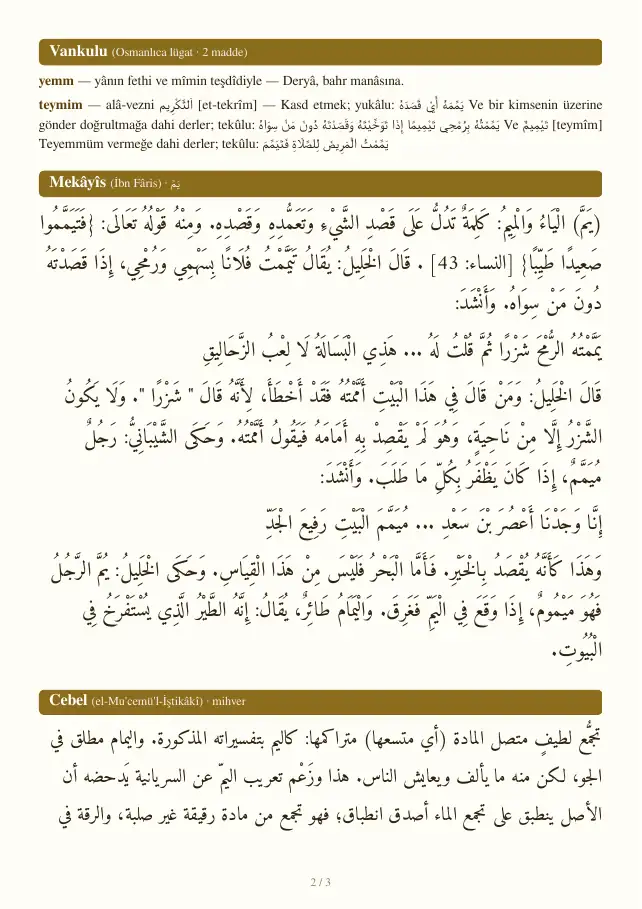 Vankulu (Osmanlıca lügat · 2 madde)
yemm — yânın fethi ve mîmin teşdîdiyle — Deryâ, bahr manâsına.
teymim — alâ-vezni اَلتَّكْرِيم [et-tekrîm] — Kasd etmek; yukâlu: يَمَّمَهُ أَيْ قَصَدَهُ Ve bir kimsenin üzerine
gönder doğrultmağa dahi derler; tekûlu: يَمَّمْتُهُ بِرُمْحِي تَيْمِيمًا إِذَا تَوَخَّيْتَهُ وَقَصَدْتَهُ دُونَ مَنْ سِوَاهُ Ve تَيْمِيمٌ [teymîm]
Teyemmüm vermeğe dahi derler; tekûlu: يَمَّمْتُ الْمَرِيضَ لِلصَّلَاةِ فَتَيَمَّمَ
Mekâyîs (İbn Fâris) · يَمَّ
(يَمَّ) الْيَاءُ وَالْمِيمُ: كَلِمَةٌ تَدُلُّ عَلَى قَصْدِ الشَّيْءِ وَتَعَمُّدِهِ وَقَصْدِهِ. وَمِنْهُ قَوْلُهُ تَعَالَى: {فَتَيَمَّمُوا
صَعِيدًا طَيِّبًا} [النساء: 43] . قَالَ الْخَلِيلُ: يُقَالُ تَيَمَّمْتُ فُلَانًا بِسَهْمِي وَرُمْحِي، إِذَا قَصَدْتَهُ
دُونَ مَنْ سِوَاهُ. وَأَنْشَدَ:
يَمَّمْتُهُ الرُّمْحَ شَزْرًا ثُمَّ قُلْتُ لَهُ ... هَذِي الْبَسَالَةُ لَا لِعْبُ الزَّحَالِيقِ
قَالَ الْخَلِيلُ: وَمَنْ قَالَ فِي هَذَا الْبَيْتِ أَمَّمْتُهُ فَقَدْ أَخْطَأَ، لِأَنَّهُ قَالَ " شَزْرًا ". وَلَا يَكُونُ
الشَّزْرُ إِلَّا مِنْ نَاحِيَةٍ، وَهُوَ لَمْ يَقْصِدْ بِهِ أَمَامَهُ فَيَقُولُ أَمَّمْتُهُ. وَحَكَى الشَّيْبَانِيُّ: رَجُلٌ
مُيَمَّمٌ، إِذَا كَانَ يَظْفَرُ بِكُلِّ مَا طَلَبَ. وَأَنْشَدَ:
إِنَّا وَجَدْنَا أَعْصُرَ بْنَ سَعْدِ ... مُيَمَّمَ الْبَيْتِ رَفِيعَ الْجَدِّ
وَهَذَا كَأَنَّهُ يُقْصَدُ بِالْخَيْرِ. فَأَمَّا الْبَحْرُ فَلَيْسَ مِنْ هَذَا الْقِيَاسِ. وَحَكَى الْخَلِيلُ: يُمَّ الرَّجُلُ
فَهُوَ مَيْمُومٌ، إِذَا وَقَعَ فِي الْيَمِّ فَغَرِقَ. وَالْيَمَامُ طَائِرٌ، يُقَالُ: إِنَّهُ الطَّيْرُ الَّذِي يُسْتَفْرَخُ فِي
الْبُيُوتِ.
Cebel (el-Mu'cemü'l-İştikâkî) · mihver
تجمُّع لطيفٍ متصل المادة (أي متسعها) متراكمها: كاليم بتفسيراته المذكورة. واليمام مطلق في
الجو، لكن منه ما يألف ويعايش الناس. هذا وزَعْم تعريب اليمّ عن السريانية يَدحضه أن
الأصل ينطبق على تجمع الماء أصدق انطباق؛ فهو تجمع من مادة رقيقة غير صلبة، والرقة في
2 / 3